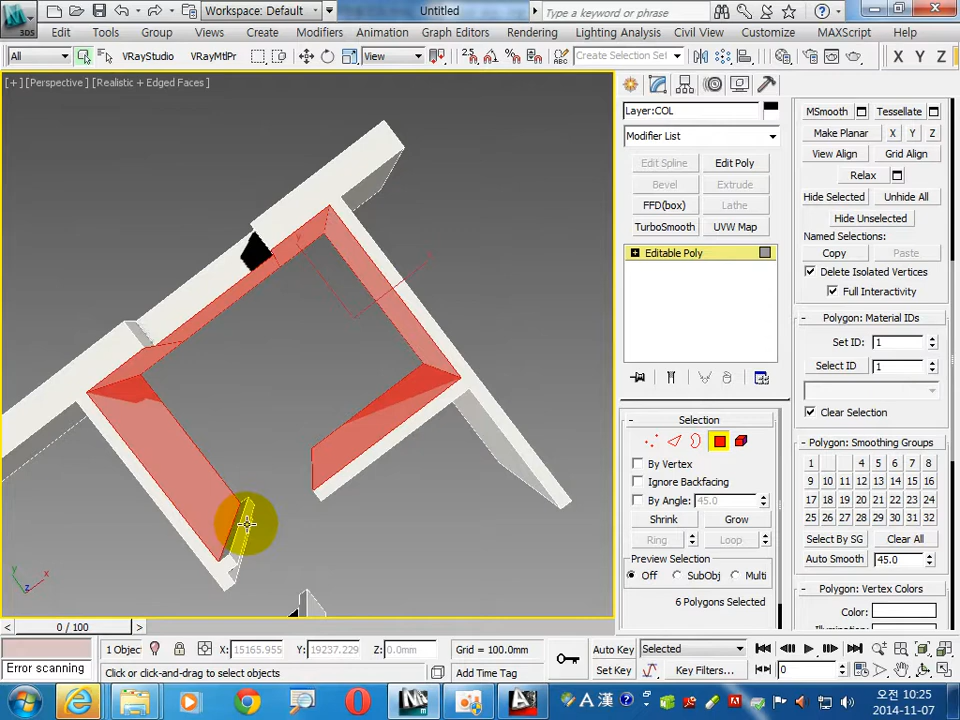 Workspace: Default
Untitled
Type a keyword or phrase
3DS
Edit Tools Group Views Create Modifiers Animation Graph Editors Rendering Lighting Analysis Civil View Customize MAXScript Help
All
VRayStudio VRayMtlPr
View
Create Selection Se
X Y Z
[+] [Perspective] [Realistic + Edged Faces]
Layer:COL
Modifier List
Edit Spline Edit Poly
Bevel Extrude
FFD(box) Lathe
TurboSmooth UVW Map
Editable Poly
Selection
By Vertex
Ignore Backfacing
By Angle: 45.0
Shrink Grow
Ring Loop
Preview Selection
Off SubObj Multi
6 Polygons Selected
MSmooth Tessellate
Make Planar X Y Z
View Align Grid Align
Relax
Hide Selected Unhide All
Hide Unselected
Named Selections:
Copy Paste
Delete Isolated Vertices
Full Interactivity
Polygon: Material IDs
Set ID: 1
Select ID 1
Clear Selection
Polygon: Smoothing Groups
1 4 5 6 7 8
9 10 11 12 13 14 15 16
17 18 19 20 21 22 23 24
25 26 27 28 29 30 31 32
Select By SG Clear All
Auto Smooth 45.0
Polygon: Vertex Colors
Color:
0 / 100
Error scanning
1 Object
X: 15165.955 Y: 19237.229 Z: 0.0mm
Grid = 100.0mm
Click or click-and-drag to select objects
Add Time Tag
Auto Key Selected
Set Key Key Filters...
0
A 漢
오전 10:25
2014-11-07